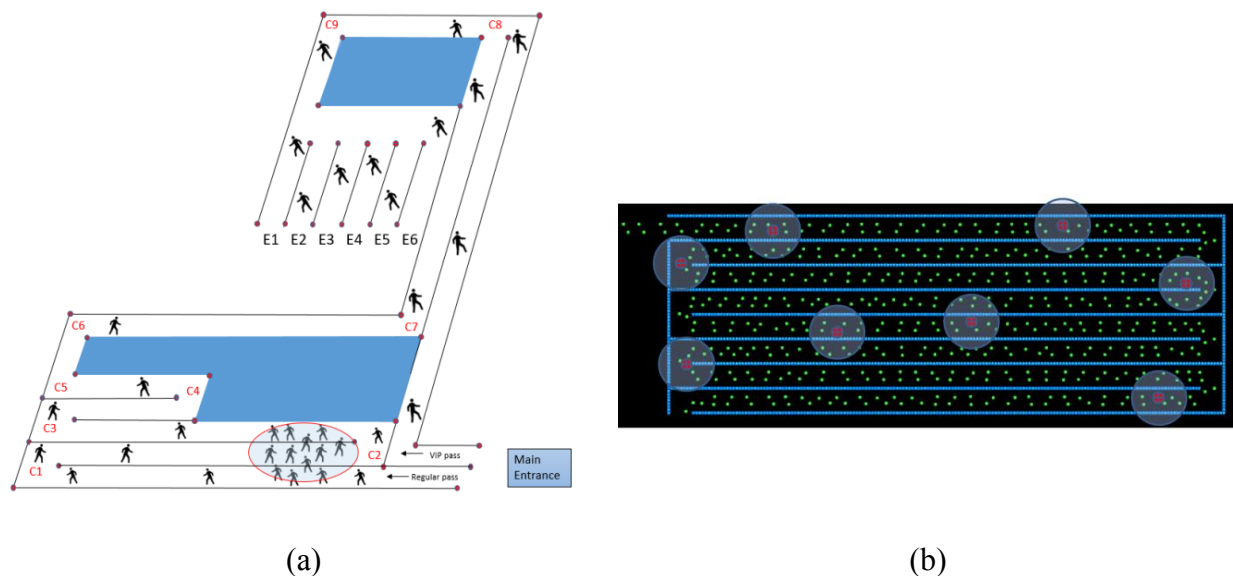 C9
C8
E1 E2 E3 E4 E5 E6
C6
C7
C5
C4
C3
C1
C2
VIP pass
Regular pass
Main
Entrance
(a)
(b)